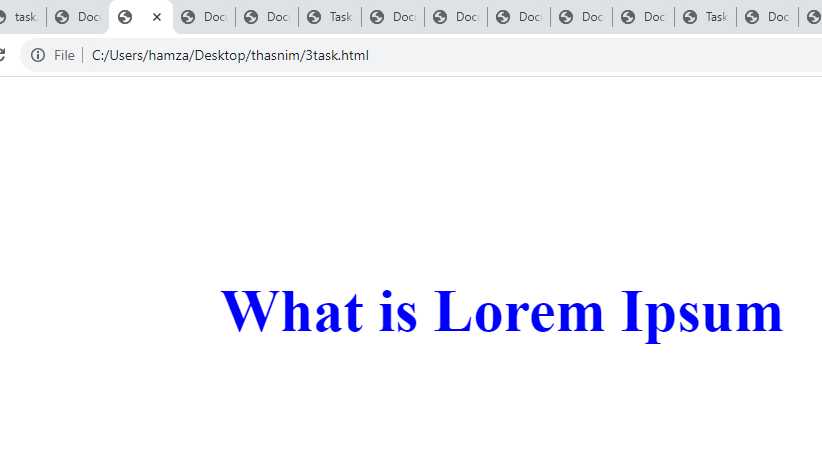 task. Doc Doc Doc Task Doc Doc Doc Doc Doc Task Doc
File C:/Users/hamza/Desktop/thasnim/3task.html
What is Lorem Ipsum